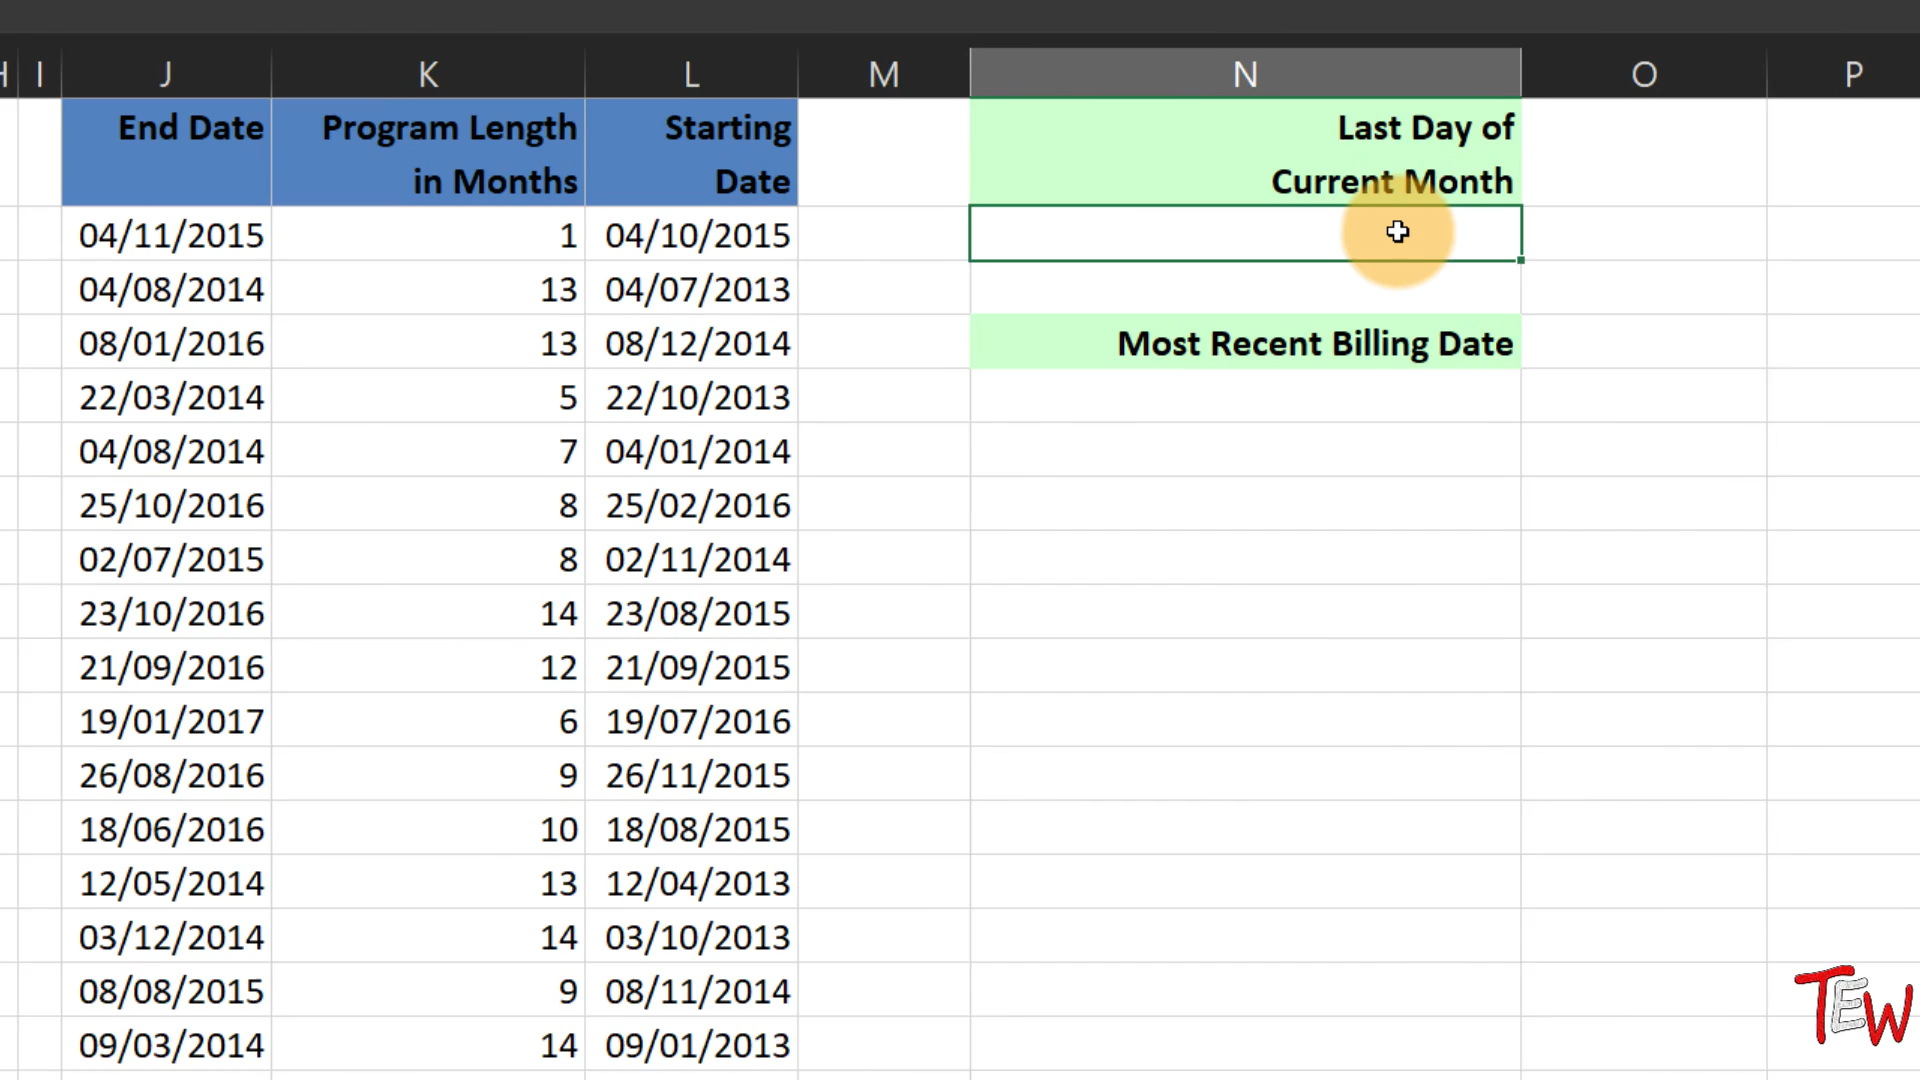 H I J K L M N O P
End Date Program Length in Months Starting Date Last Day of Current Month
04/11/2015 1 04/10/2015
04/08/2014 13 04/07/2013
08/01/2016 13 08/12/2014 Most Recent Billing Date
22/03/2014 5 22/10/2013
04/08/2014 7 04/01/2014
25/10/2016 8 25/02/2016
02/07/2015 8 02/11/2014
23/10/2016 14 23/08/2015
21/09/2016 12 21/09/2015
19/01/2017 6 19/07/2016
26/08/2016 9 26/11/2015
18/06/2016 10 18/08/2015
12/05/2014 13 12/04/2013
03/12/2014 14 03/10/2013
08/08/2015 9 08/11/2014
09/03/2014 14 09/01/2013
TEW